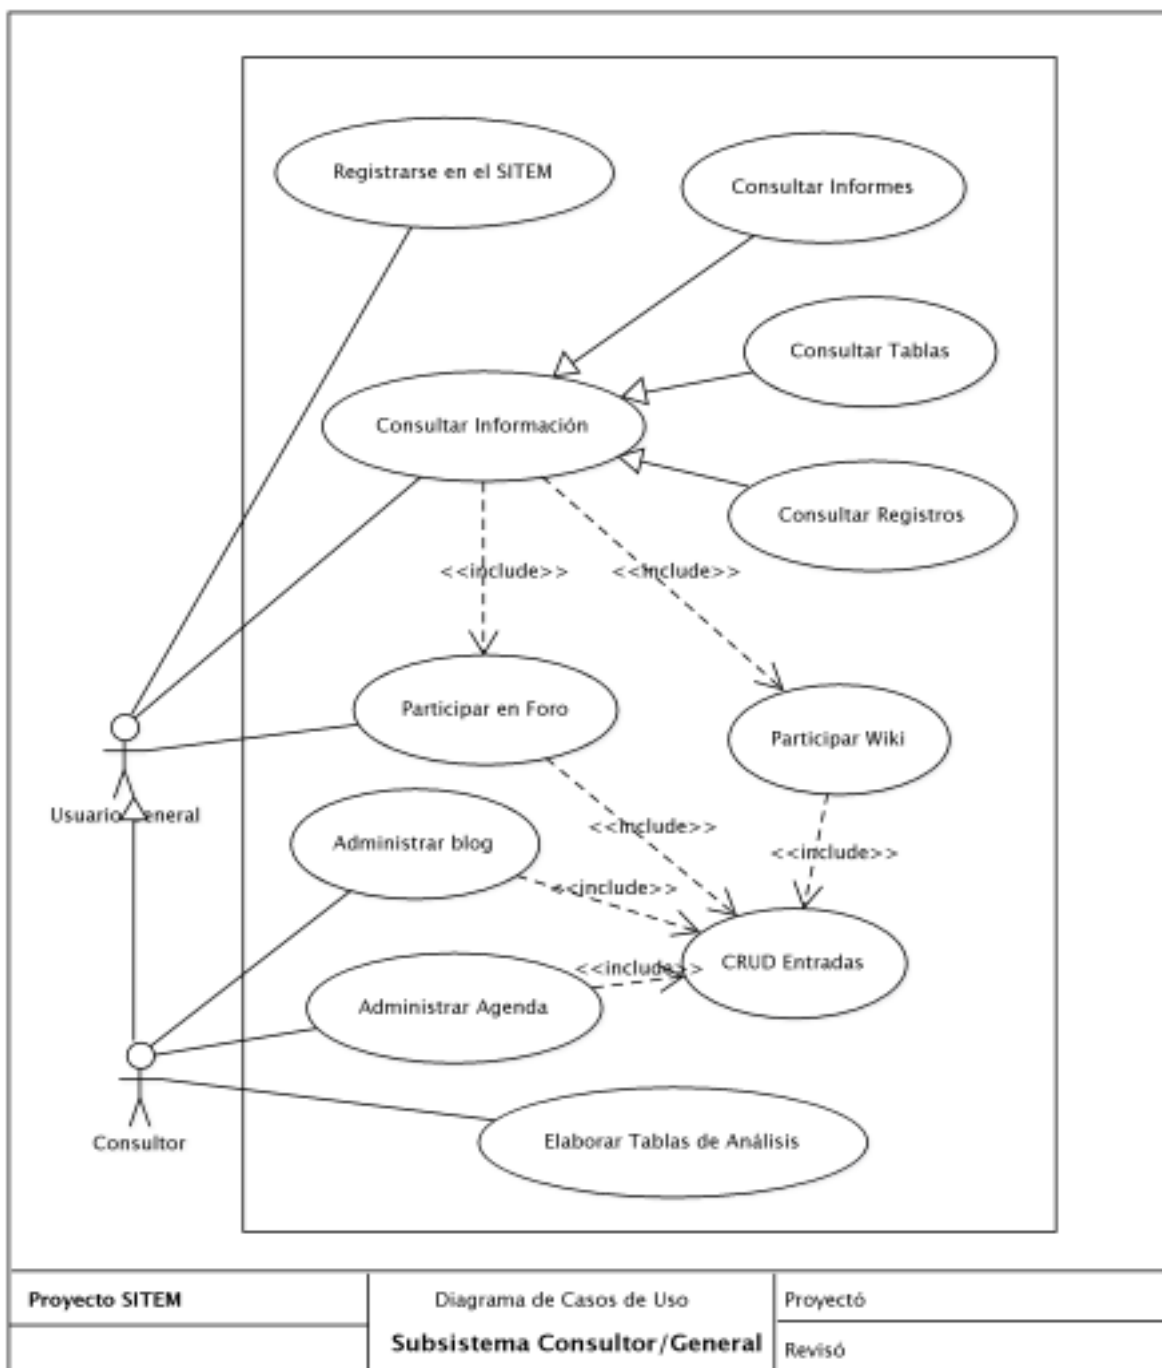 Registrarse en el SITEM
Consultar Informes
Consultar Tablas
Consultar Información
Consultar Registros
<<include>>
<<include>>
Participar en Foro
Participar Wiki
Usuario General
<<include>>
Administrar blog
<<include>>
<<include>>
CRUD Entradas
<<include>>
Administrar Agenda
Consultor
Elaborar Tablas de Análisis
Proyecto SITEM
Diagrama de Casos de Uso
Subsistema Consultor/General
Proyectó
Revisó